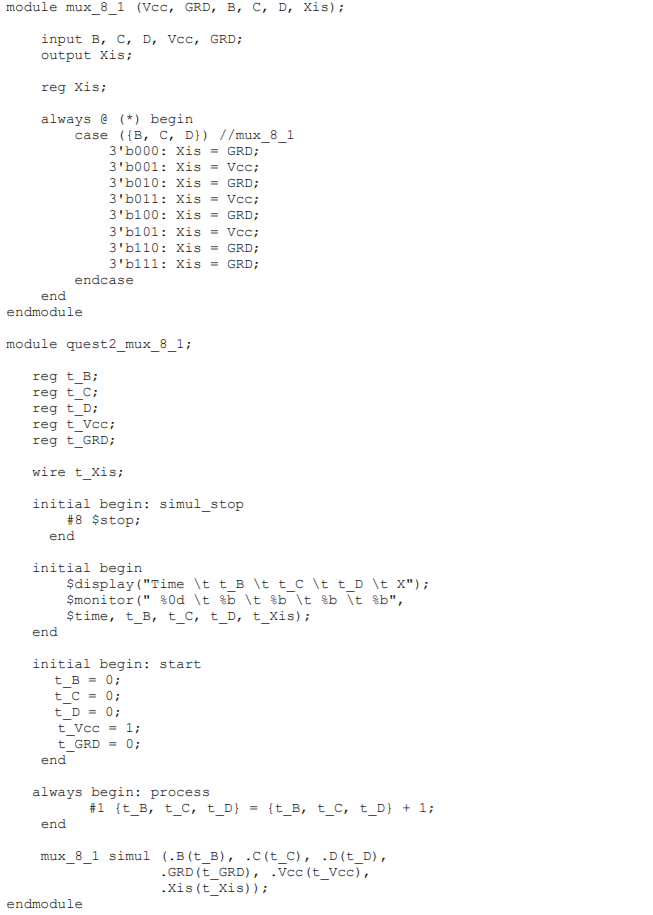 module mux_8_1 (Vcc, GRD, B, C, D, Xis);
input B, C, D, Vcc, GRD;
output Xis;
reg Xis;
always @ (*) begin
case ({B, C, D}) //mux_8_1
3'b000: Xis = GRD;
3'b001: Xis = Vcc;
3'b010: Xis = GRD;
3'b011: Xis = Vcc;
3'b100: Xis = GRD;
3'b101: Xis = Vcc;
3'b110: Xis = GRD;
3'b111: Xis = GRD;
endcase
end
endmodule
module quest2_mux_8_1;
reg t_B;
reg t_C;
reg t_D;
reg t_Vcc;
reg t_GRD;
wire t_Xis;
initial begin: simul_stop
#8 $stop;
end
initial begin
$display("Time \t t_B \t t_C \t t_D \t X");
$monitor(" %0d \t %b \t %b \t %b \t %b",
$time, t_B, t_C, t_D, t_Xis);
end
initial begin: start
t_B = 0;
t_C = 0;
t_D = 0;
t_Vcc = 1;
t_GRD = 0;
end
always begin: process
#1 {t_B, t_C, t_D} = {t_B, t_C, t_D} + 1;
end
mux_8_1 simul (.B(t_B), .C(t_C), .D(t_D),
.GRD(t_GRD), .Vcc(t_Vcc),
.Xis(t_Xis));
endmodule